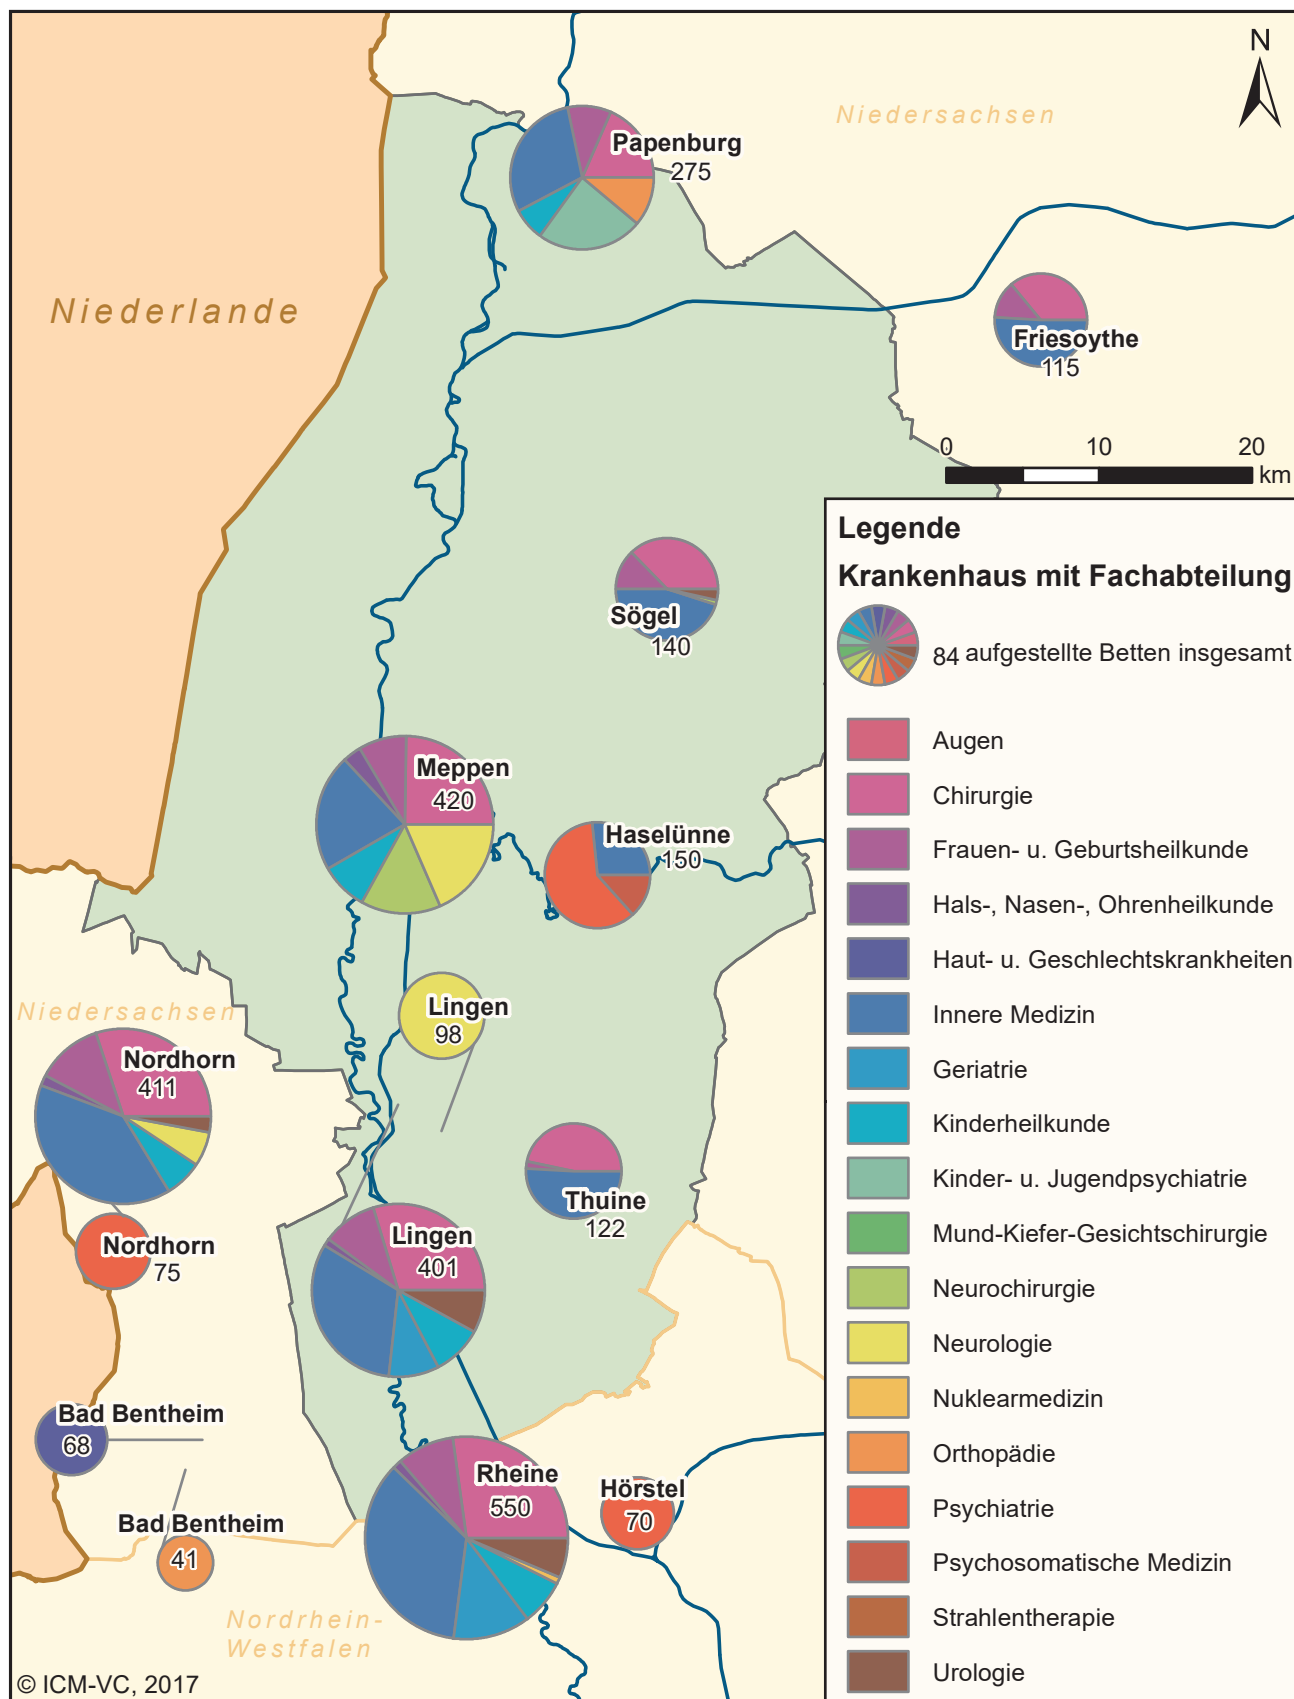 N
Niedersachsen
Papenburg
275
Niederlande
Friesoythe
115
0 10 20
km
Sögel
140
Meppen
420
Haselünne
150
Lingen
98
Niedersachsen
Nordhorn
411
Thuine
122
Nordhorn
75
Lingen
401
Bad Bentheim
68
Rheine
550
Hörstel
70
Bad Bentheim
41
Nordrhein-
Westfalen
© ICM-VC, 2017
Legende
Krankenhaus mit Fachabteilung
84 aufgestellte Betten insgesamt
Augen
Chirurgie
Frauen- u. Geburtsheilkunde
Hals-, Nasen-, Ohrenheilkunde
Haut- u. Geschlechtskrankheiten
Innere Medizin
Geriatrie
Kinderheilkunde
Kinder- u. Jugendpsychiatrie
Mund-Kiefer-Gesichtschirurgie
Neurochirurgie
Neurologie
Nuklearmedizin
Orthopädie
Psychiatrie
Psychosomatische Medizin
Strahlentherapie
Urologie